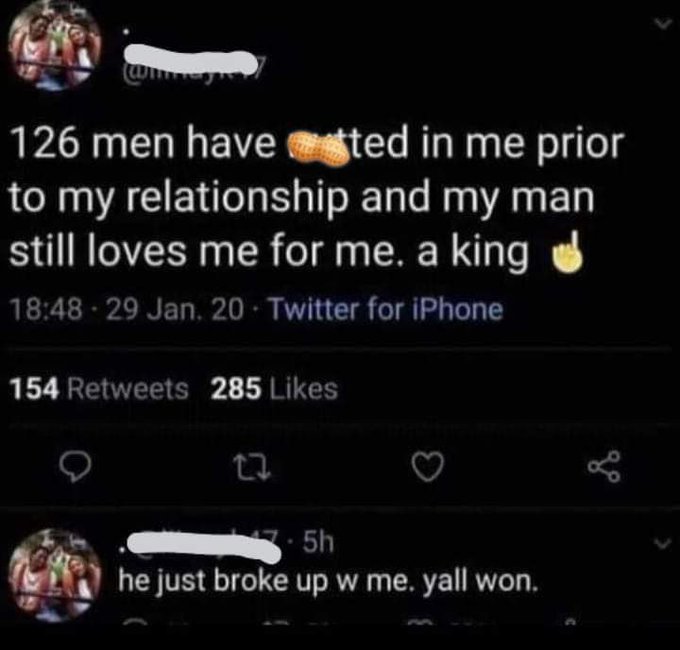 .
126 men have 🥜tted in me prior
to my relationship and my man
still loves me for me. a king ☝
18:48 · 29 Jan. 20 · Twitter for iPhone
154 Retweets 285 Likes
· 5h
he just broke up w me. yall won.